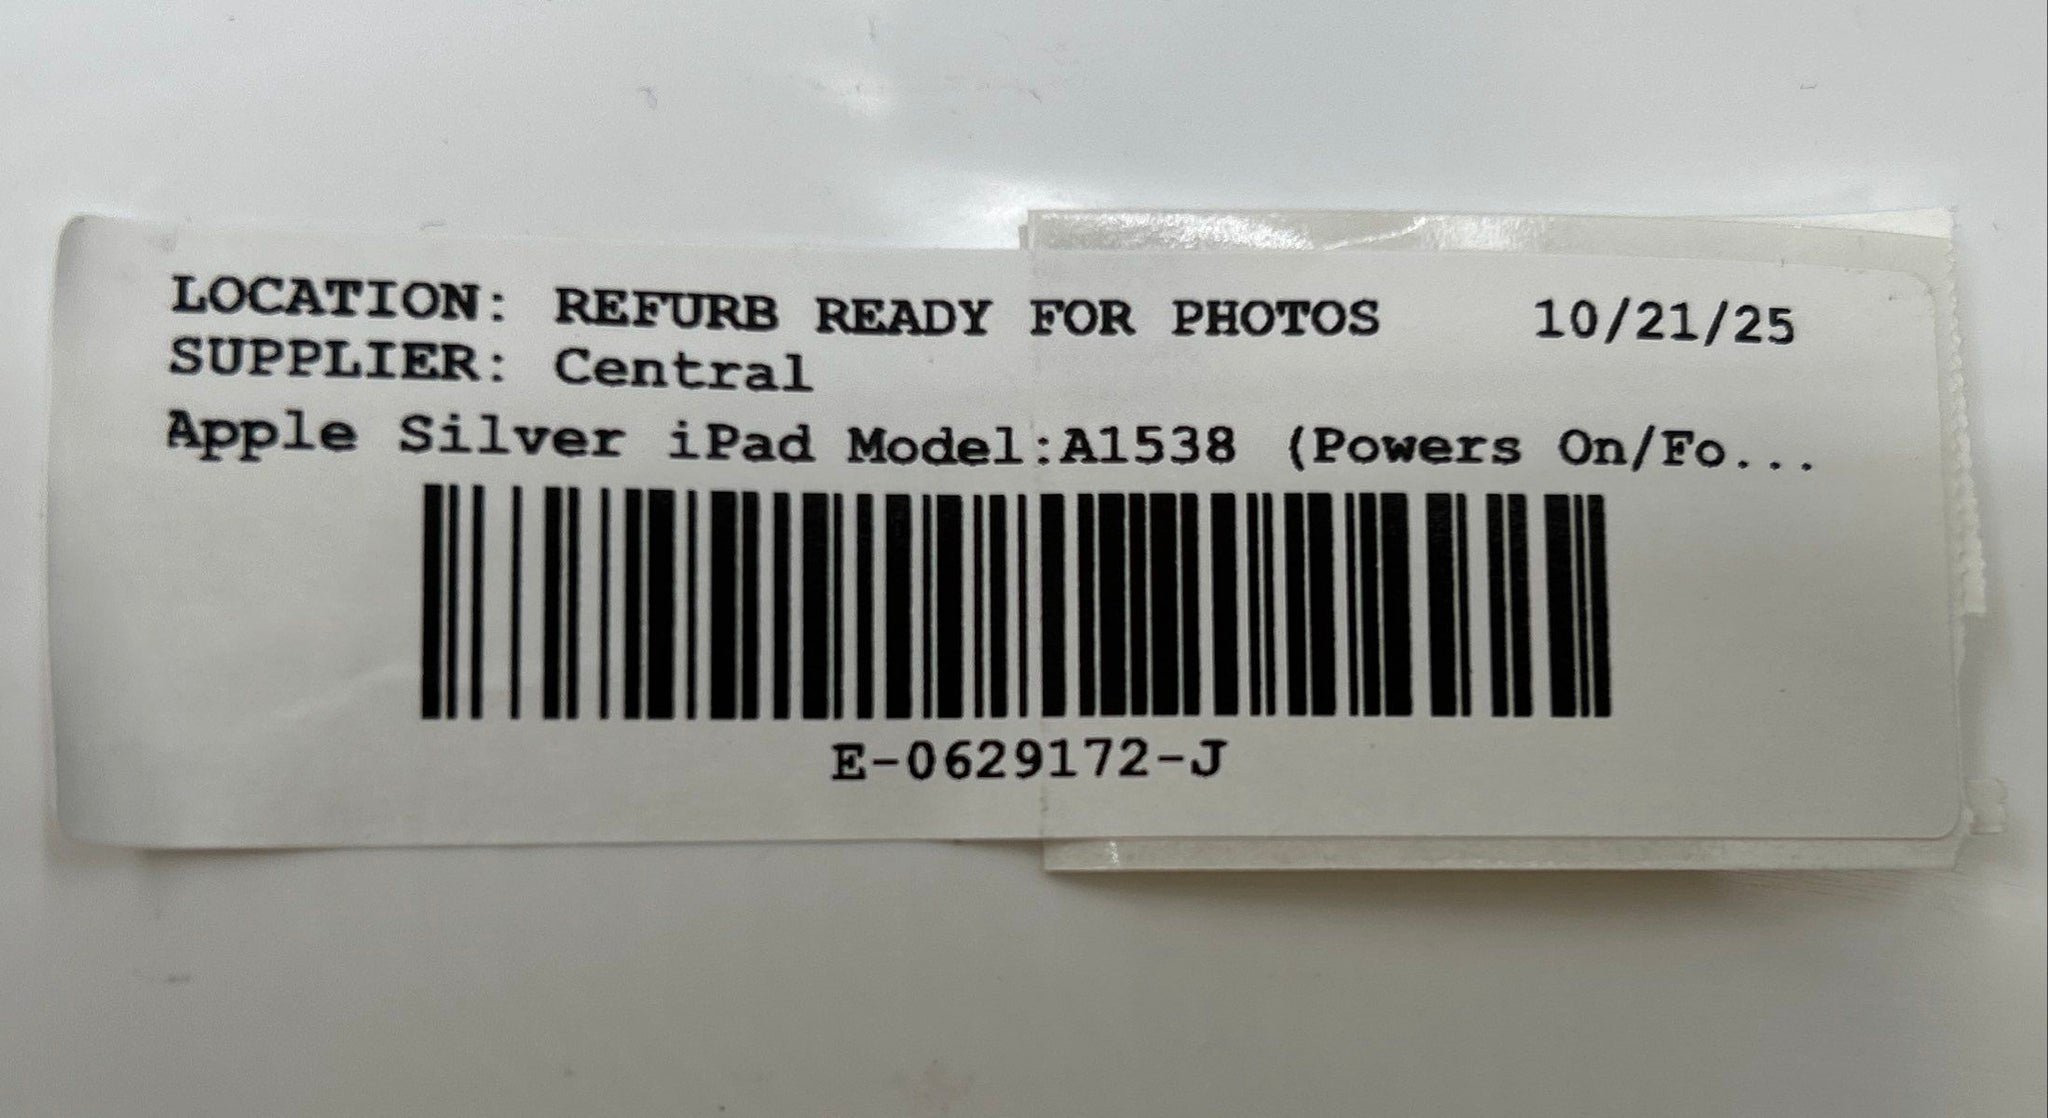 LOCATION: REFURB READY FOR PHOTOS 10/21/25
SUPPLIER: Central
Apple Silver iPad Model:A1538 (Powers On/Fo...
E-0629172-J